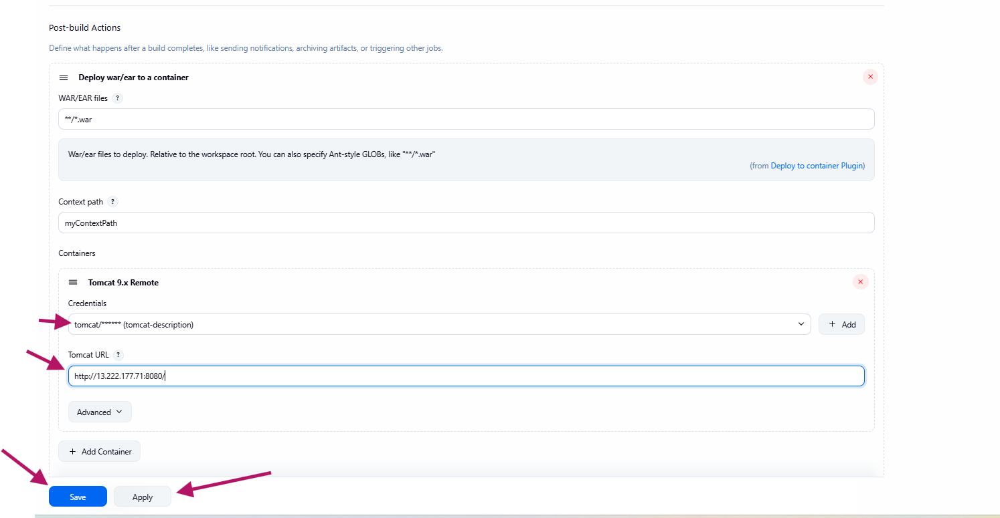 Post-build Actions
Define what happens after a build completes, like sending notifications, archiving artifacts, or triggering other jobs.
Deploy war/ear to a container
WAR/EAR files ?
**/*.war
War/ear files to deploy. Relative to the workspace root. You can also specify Ant-style GLOBs, like "**/*.war"
(from Deploy to container Plugin)
Context path ?
myContextPath
Containers
Tomcat 9.x Remote
Credentials
tomcat/****** (tomcat-description)
+ Add
Tomcat URL ?
http://13.222.177.71:8080/
Advanced
+ Add Container
Save
Apply